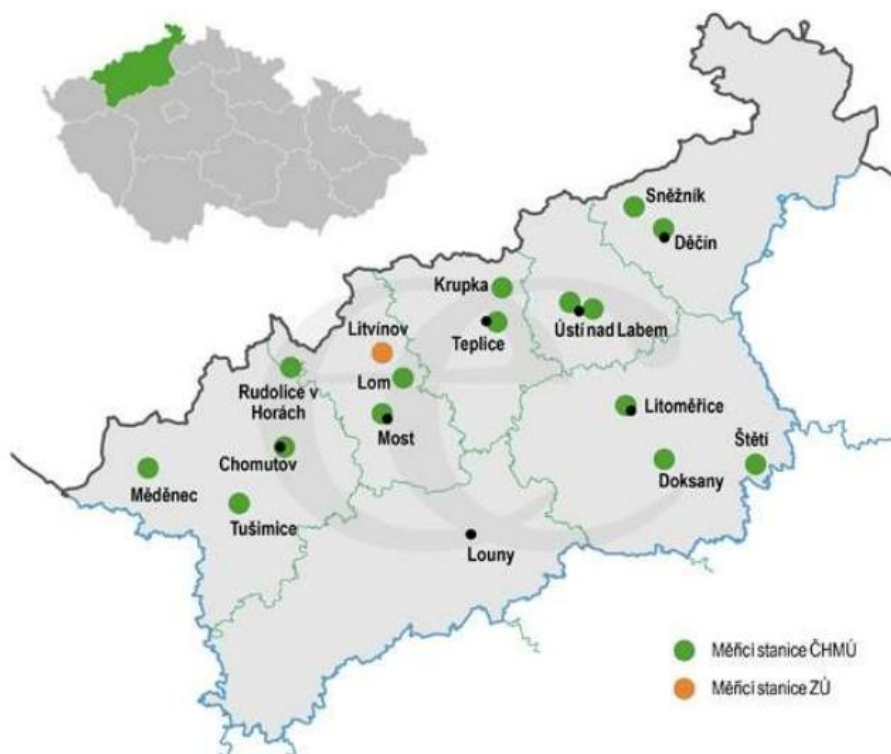 Sněžník
Děčín
Krupka
Ústí nad Labem
Teplice
Litvínov
Lom
Rudolice v
Horách
Most
Litoměřice
Štětí
Chomutov
Doksany
Měděnec
Tušimice
Louny
Měřicí stanice ČHMÚ
Měřicí stanice ZÚ